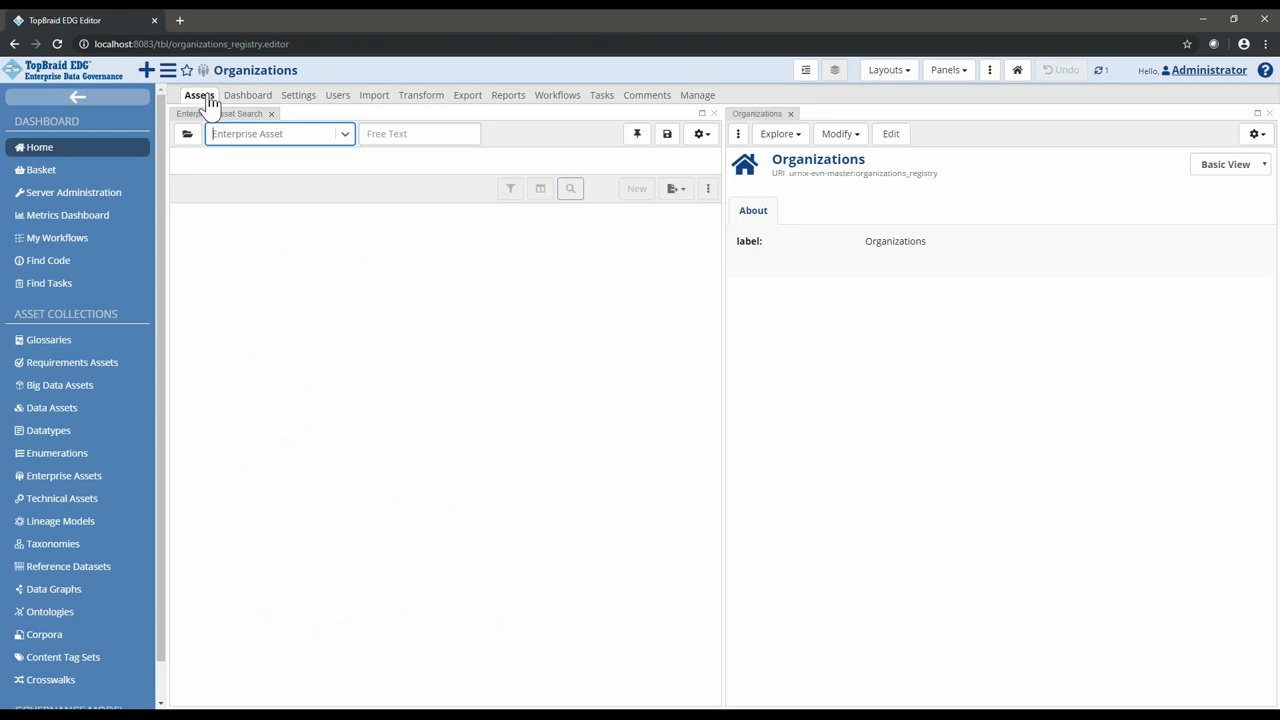 TopBraid EDG Editor
localhost:8083/tbl/organizations_registry.editor
TopBraid EDG™
Enterprise Data Governance
Organizations
Layouts
Panels
Undo
1
Hello, Administrator
Assets
Dashboard
Settings
Users
Import
Transform
Export
Reports
Workflows
Tasks
Comments
Manage
DASHBOARD
Home
Basket
Server Administration
Metrics Dashboard
My Workflows
Find Code
Find Tasks
ASSET COLLECTIONS
Glossaries
Requirements Assets
Big Data Assets
Data Assets
Datatypes
Enumerations
Enterprise Assets
Technical Assets
Lineage Models
Taxonomies
Reference Datasets
Data Graphs
Ontologies
Corpora
Content Tag Sets
Crosswalks
Asset Search
Enterprise Asset
Free Text
New
Organizations
Explore
Modify
Edit
Organizations
URI urn:x-evn-master:organizations_registry
Basic View
About
label:
Organizations